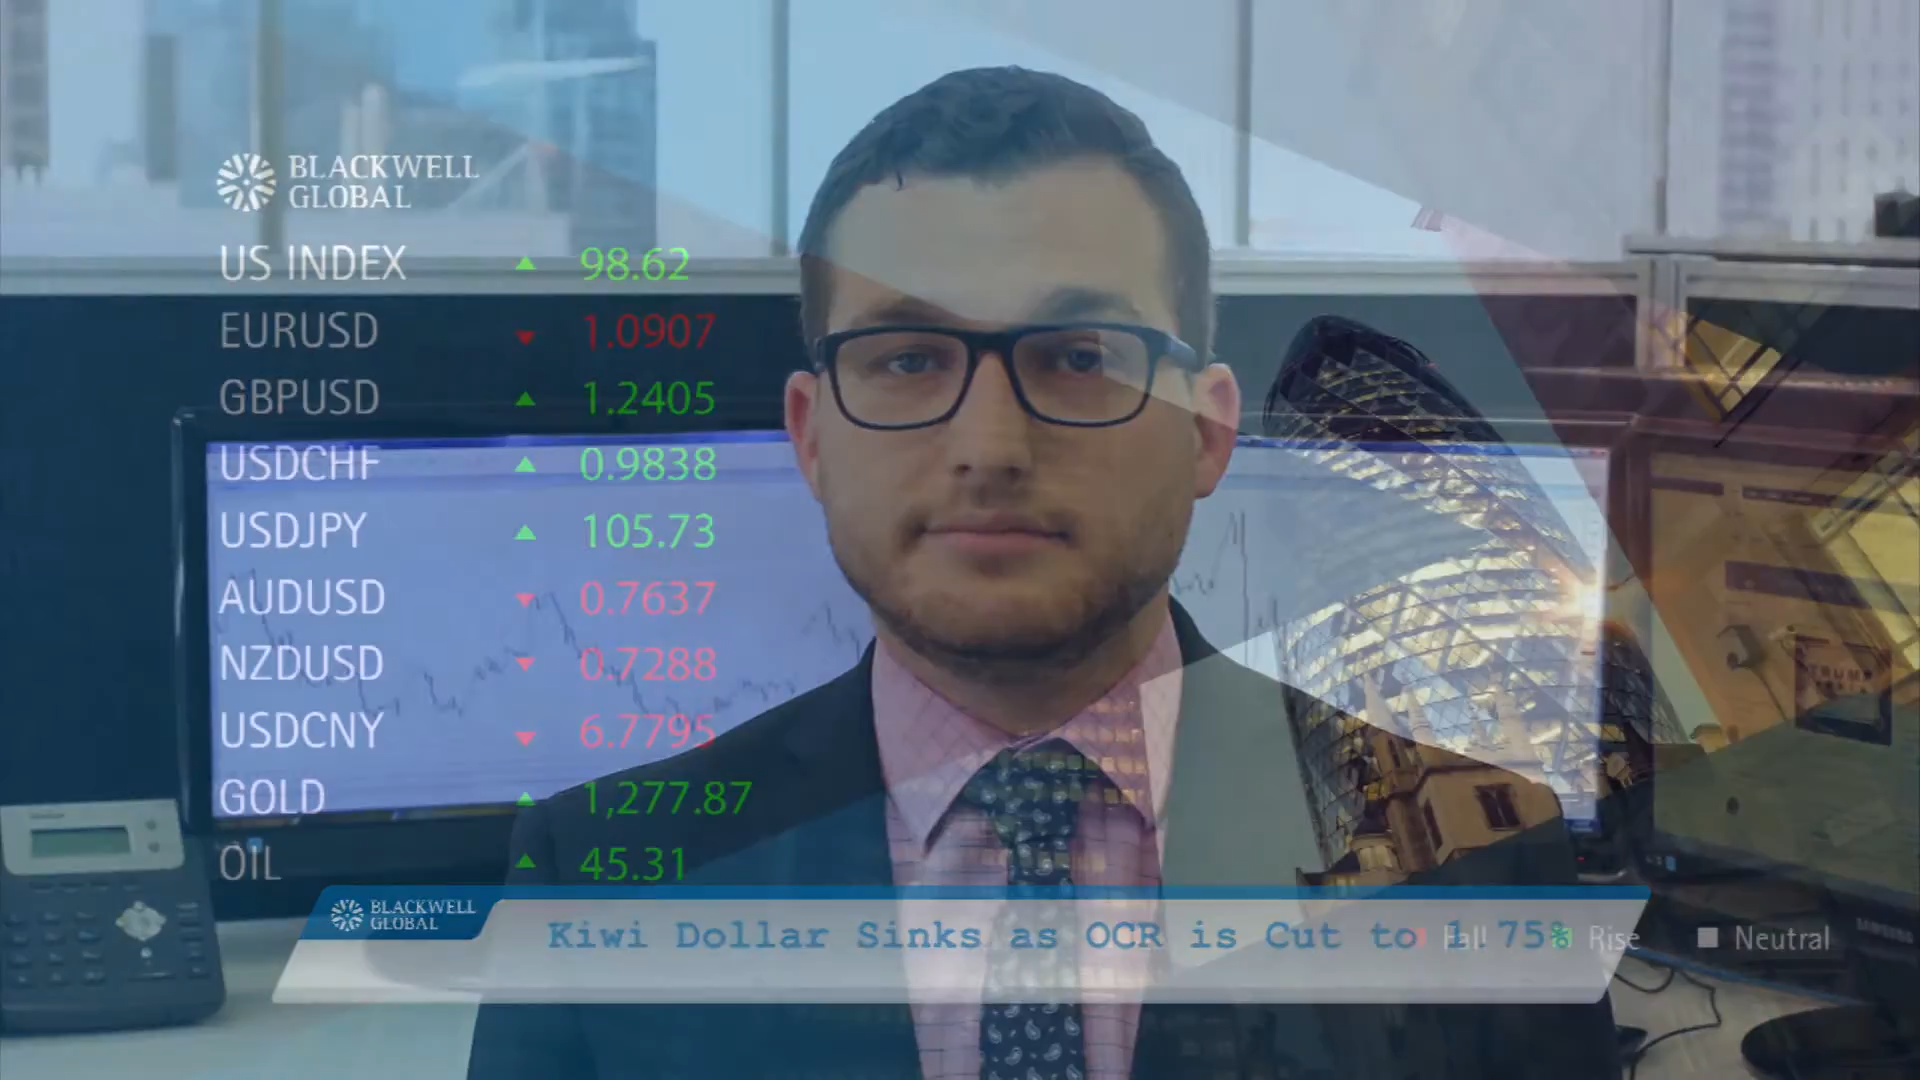 BLACKWELL
GLOBAL
US INDEX ▲ 98.62
EURUSD ▼ 1.0907
GBPUSD ▲ 1.2405
USDCHF ▲ 0.9838
USDJPY ▲ 105.73
AUDUSD ▼ 0.7637
NZDUSD ▼ 0.7288
USDCNY ▼ 6.7795
GOLD ▲ 1,277.87
OIL ▲ 45.31
BLACKWELL
GLOBAL
Kiwi Dollar Sinks as OCR is Cut to 1.75%
Fall Rise Neutral
TRUMP